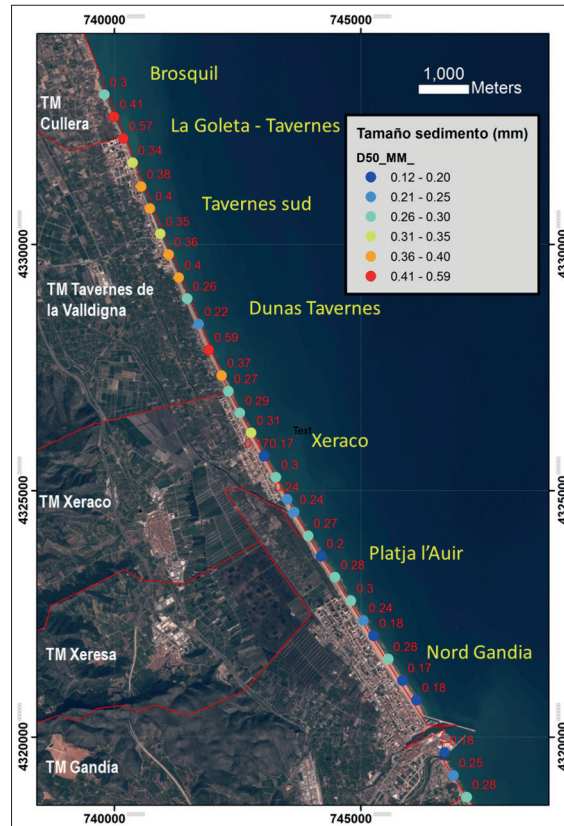 740000
745000
Brosquil
1,000
Meters
0.3
TM
Cullera
0.41
La Goleta - Tavernes
0.57
Tamaño sedimento (mm)
D50_MM_
0.12 - 0.20
0.21 - 0.25
0.26 - 0.30
0.31 - 0.35
0.36 - 0.40
0.41 - 0.59
0.34
0.38
Tavernes sud
0.4
0.35
4330000
4330000
0.36
0.4
TM Tavernes de
la Valldigna
0.26
Dunas Tavernes
0.22
0.59
0.37
0.27
0.29
0.31
Text
Xeraco
0.17
0.3
TM Xeraco
4325000
4325000
0.24
0.24
0.27
0.2
Platja l'Auir
0.28
0.3
0.24
0.18
TM Xeresa
Nord Gandia
0.28
0.17
0.18
4320000
4320000
0.18
TM Gandia
0.25
0.28
740000
745000